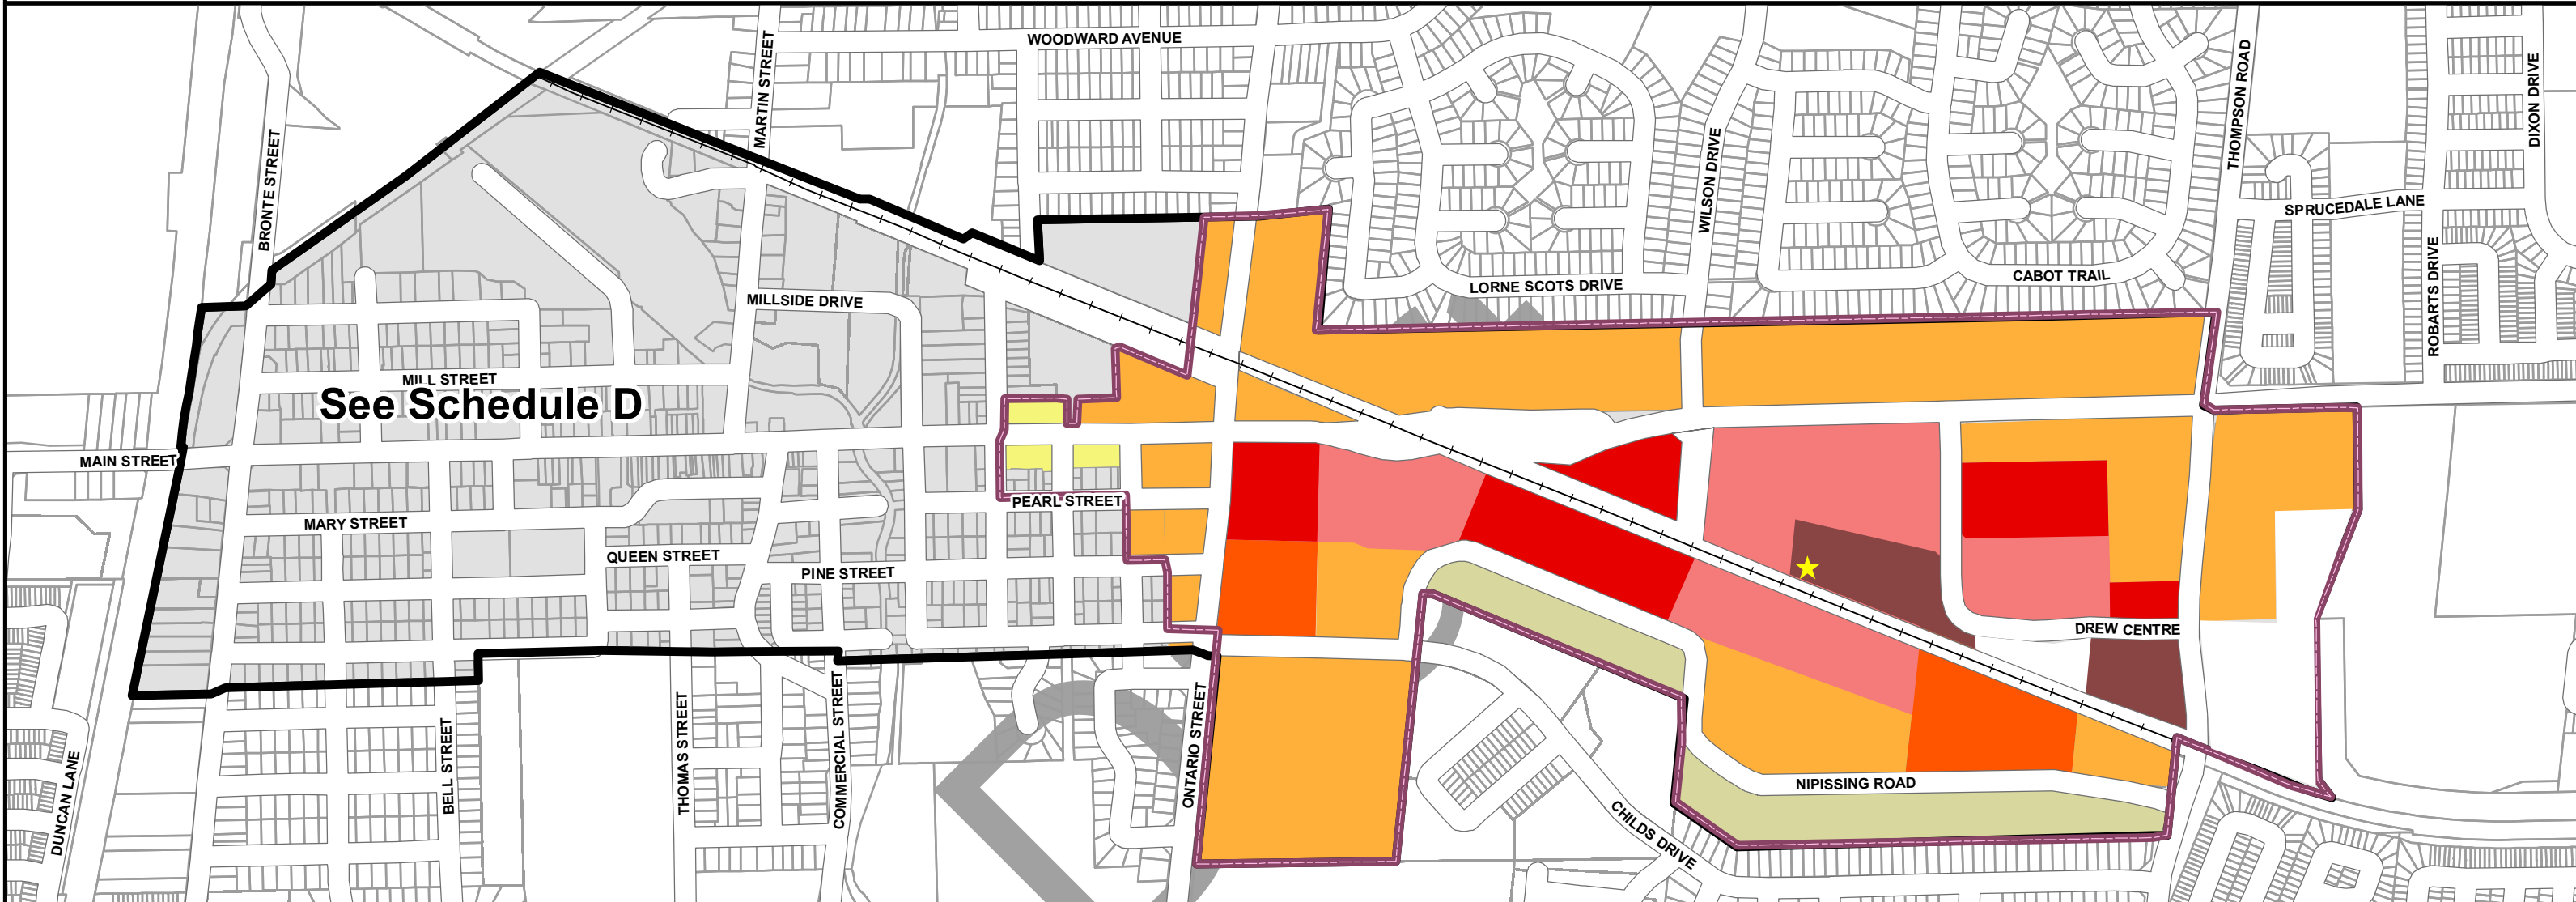 WOODWARD AVENUE
MARTIN STREET
THOMPSON ROAD
DIXON DRIVE
BRONTE STREET
WILSON DRIVE
SPRUCEDALE LANE
ROBARTS DRIVE
CABOT TRAIL
LORNE SCOTS DRIVE
MILLSIDE DRIVE
MILL STREET
See Schedule D
MAIN STREET
PEARL STREET
MARY STREET
QUEEN STREET
PINE STREET
DREW CENTRE
ONTARIO STREET
THOMAS STREET
COMMERCIAL STREET
BELL STREET
DUNCAN LANE
NIPISSING ROAD
CHILDS DRIVE